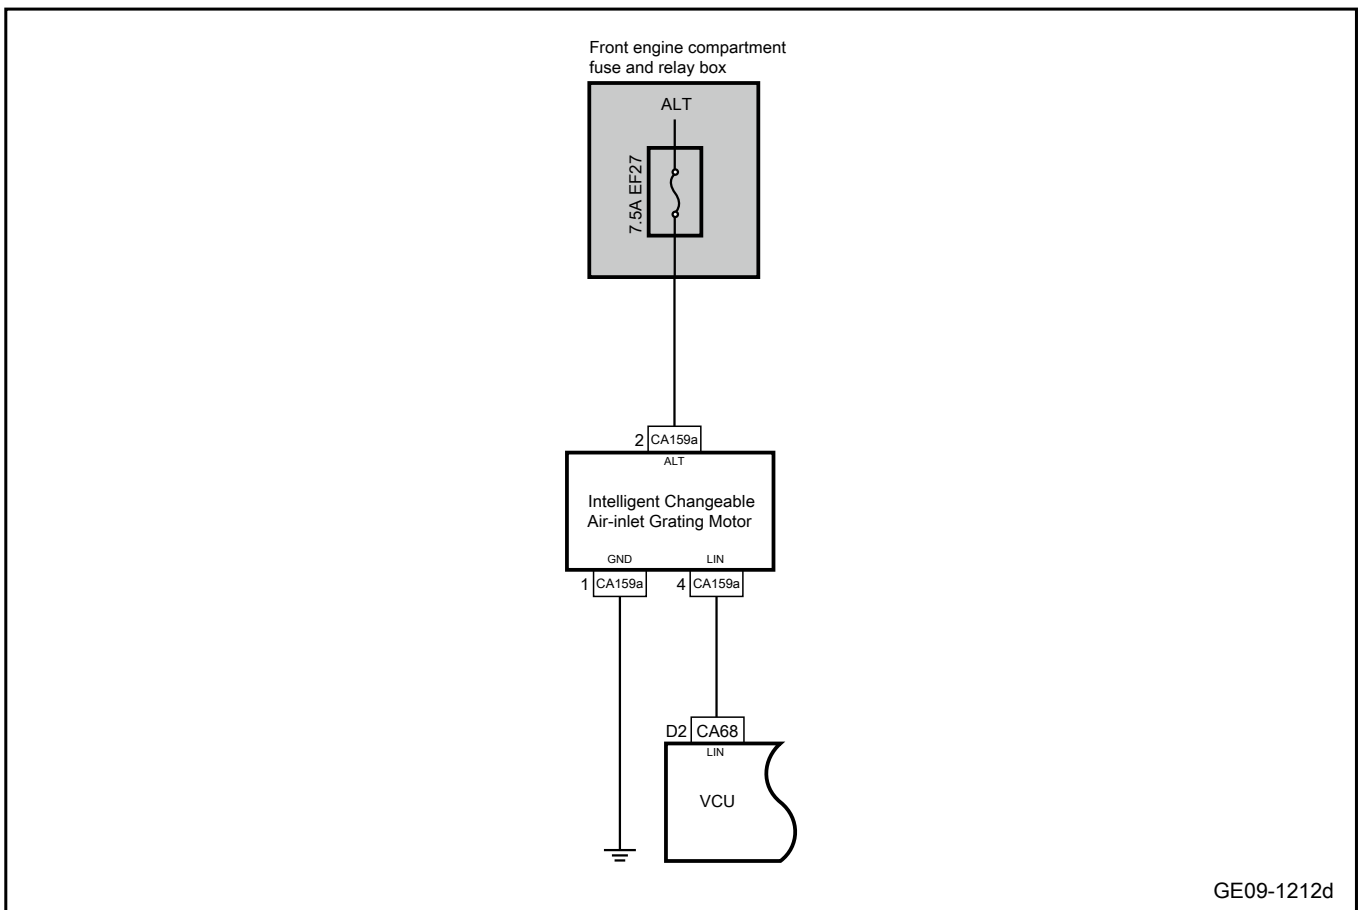 Front engine compartment
fuse and relay box
ALT
7.5A EF27
2 CA159a
ALT
Intelligent Changeable
Air-inlet Grating Motor
GND LIN
1 CA159a 4 CA159a
D2 CA68
LIN
VCU
GE09-1212d